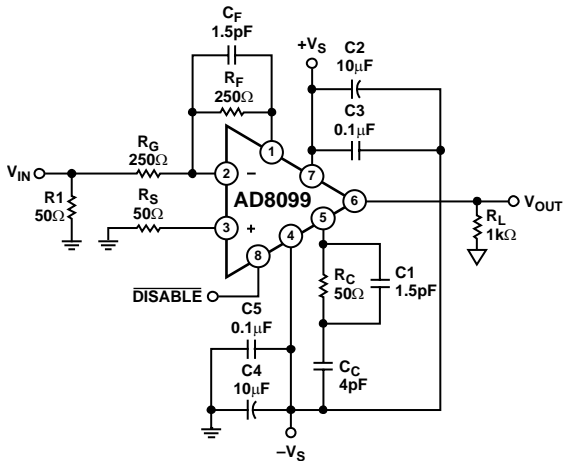 C_F
1.5pF
R_F
250Ω
+V_S
C2
10μF
C3
0.1μF
V_IN
R_G
250Ω
R1
50Ω
R_S
50Ω
1
2
−
3
+
AD8099
7
6
5
4
8
V_OUT
R_L
1kΩ
DISABLE
R_C
50Ω
C1
1.5pF
C5
0.1μF
C4
10μF
C_C
4pF
−V_S